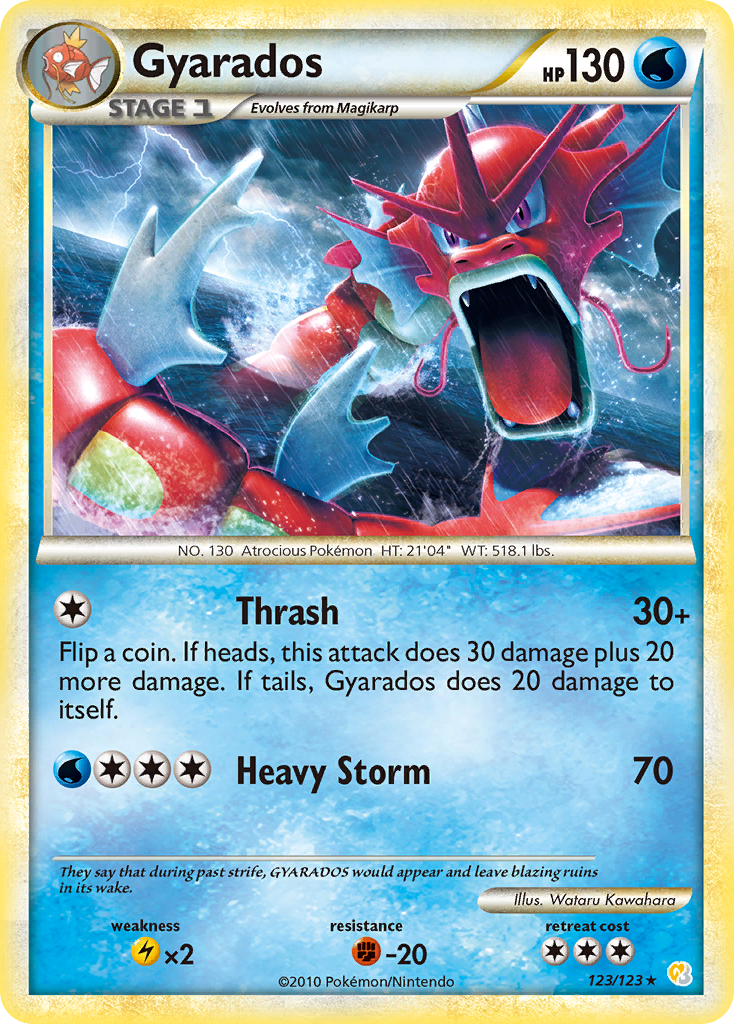 Gyarados
HP 130
STAGE 1
Evolves from Magikarp
NO. 130 Atrocious Pokémon HT: 21'04" WT: 518.1 lbs.
Thrash 30+
Flip a coin. If heads, this attack does 30 damage plus 20
more damage. If tails, Gyarados does 20 damage to
itself.
Heavy Storm 70
They say that during past strife, GYARADOS would appear and leave blazing ruins
in its wake.
Illus. Wataru Kawahara
weakness resistance retreat cost
×2 -20
©2010 Pokémon/Nintendo
123/123 ★